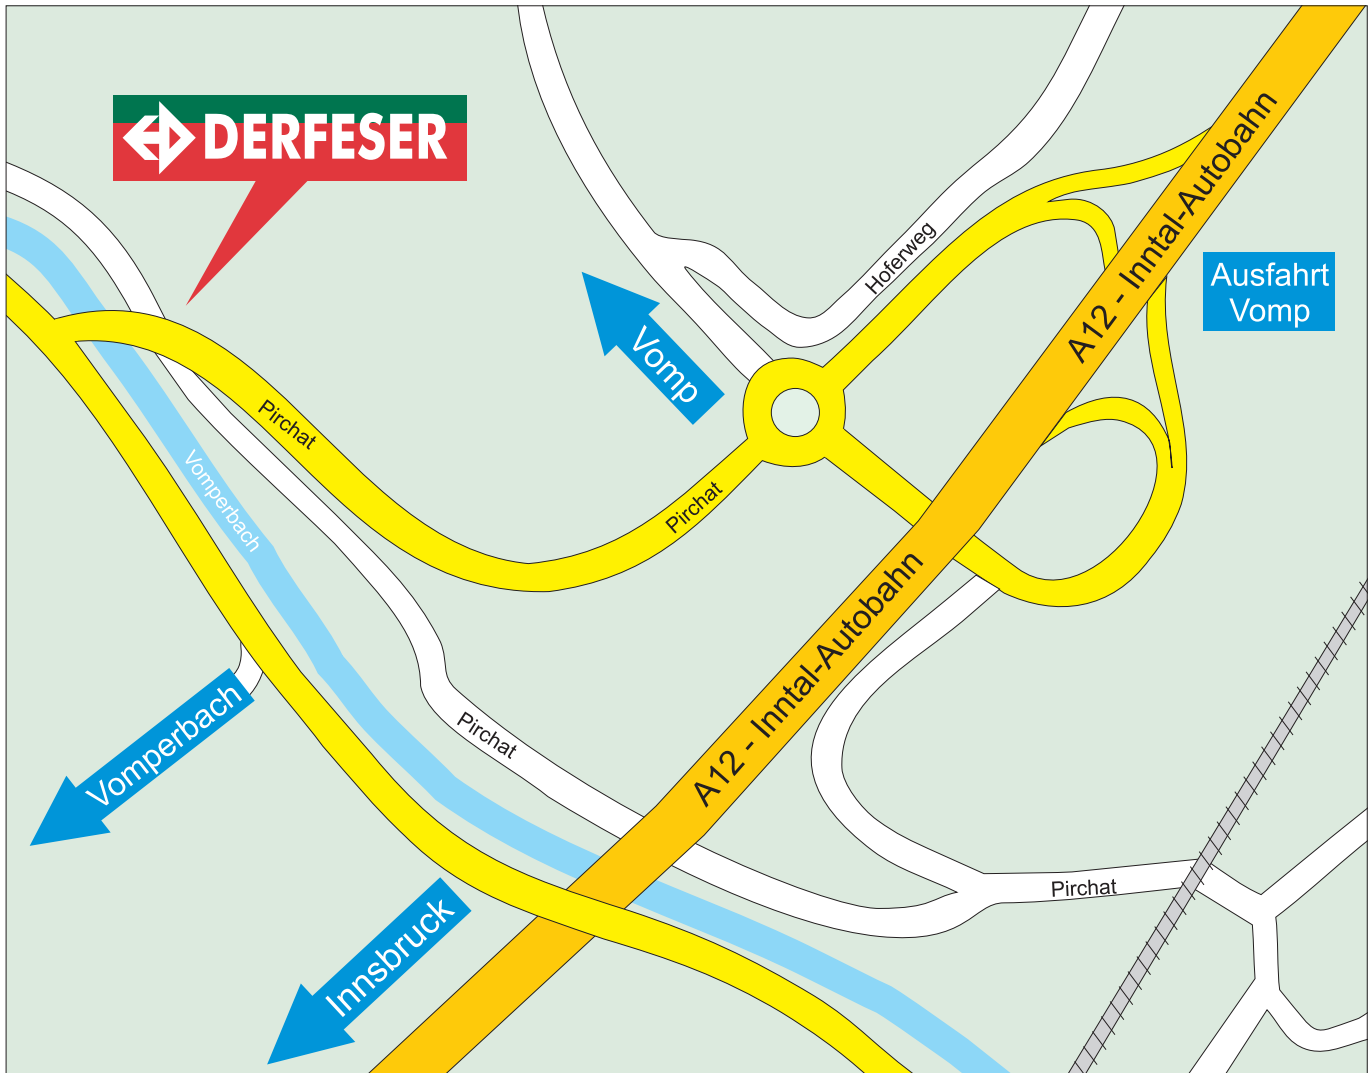 DERFESER
Hoferweg
A12 - Inntal-Autobahn
Ausfahrt
Vomp
Vomp
Pirchat
Pirchat
Vomperbach
A12 - Inntal-Autobahn
Vomperbach
Pirchat
Pirchat
Innsbruck